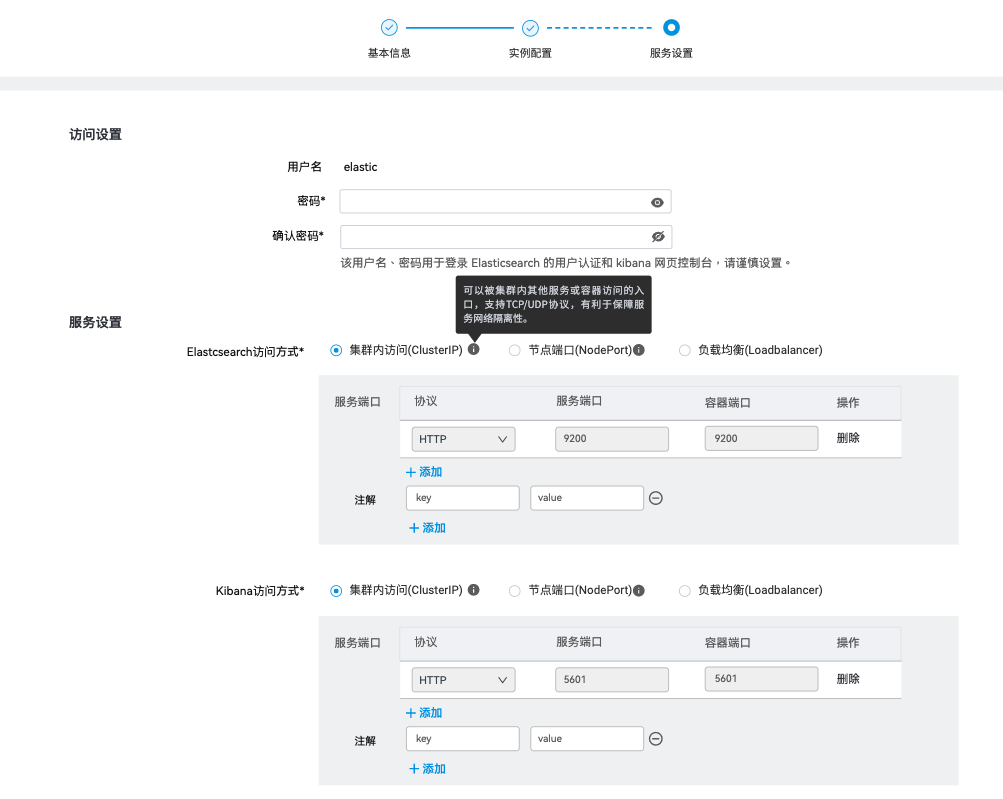 基本信息 实例配置 服务设置
访问设置
用户名 elastic
密码*
确认密码*
该用户名、密码用于登录 Elasticsearch 的用户认证和 kibana 网页控制台，请谨慎设置。
可以被集群内其他服务或容器访问的入
口，支持TCP/UDP协议，有利于保障服
务网络隔离性。
服务设置
Elastcsearch访问方式* 集群内访问(ClusterIP) 节点端口(NodePort) 负载均衡(Loadbalancer)
服务端口 协议 服务端口 容器端口 操作
HTTP 9200 9200 删除
+ 添加
注解 key value
+ 添加
Kibana访问方式* 集群内访问(ClusterIP) 节点端口(NodePort) 负载均衡(Loadbalancer)
服务端口 协议 服务端口 容器端口 操作
HTTP 5601 5601 删除
+ 添加
注解 key value
+ 添加